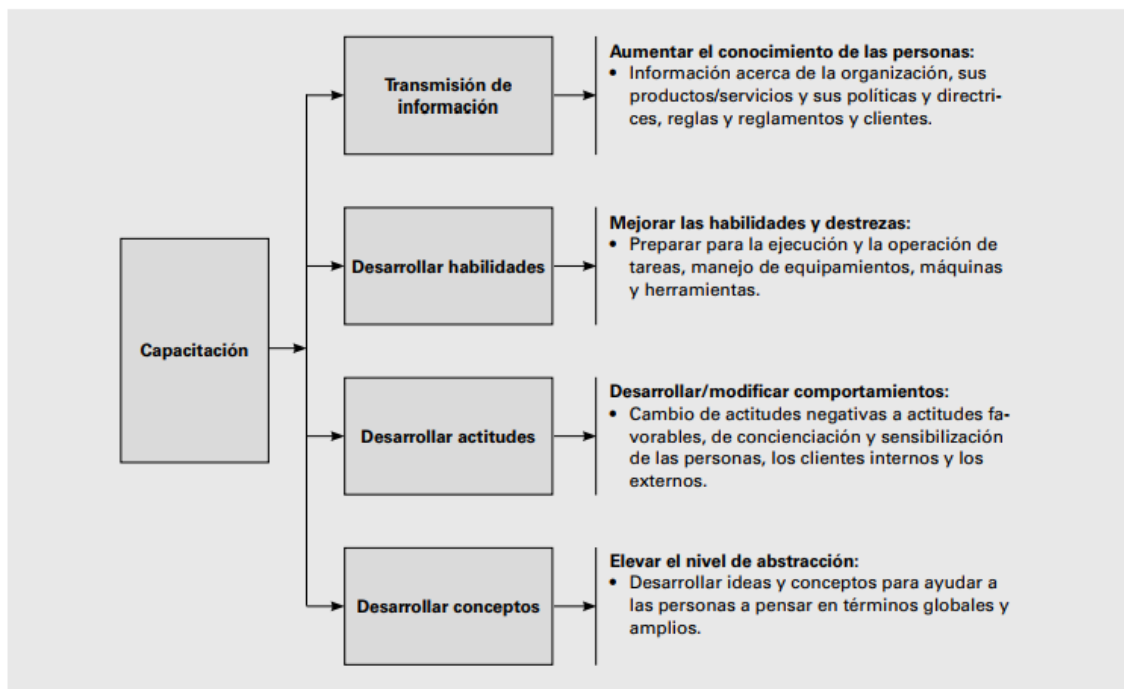 Capacitación
Transmisión de
información
Aumentar el conocimiento de las personas:
• Información acerca de la organización, sus
productos/servicios y sus políticas y directri-
ces, reglas y reglamentos y clientes.
Desarrollar habilidades
Mejorar las habilidades y destrezas:
• Preparar para la ejecución y la operación de
tareas, manejo de equipamientos, máquinas
y herramientas.
Desarrollar actitudes
Desarrollar/modificar comportamientos:
• Cambio de actitudes negativas a actitudes fa-
vorables, de concienciación y sensibilización
de las personas, los clientes internos y los
externos.
Desarrollar conceptos
Elevar el nivel de abstracción:
• Desarrollar ideas y conceptos para ayudar a
las personas a pensar en términos globales y
amplios.